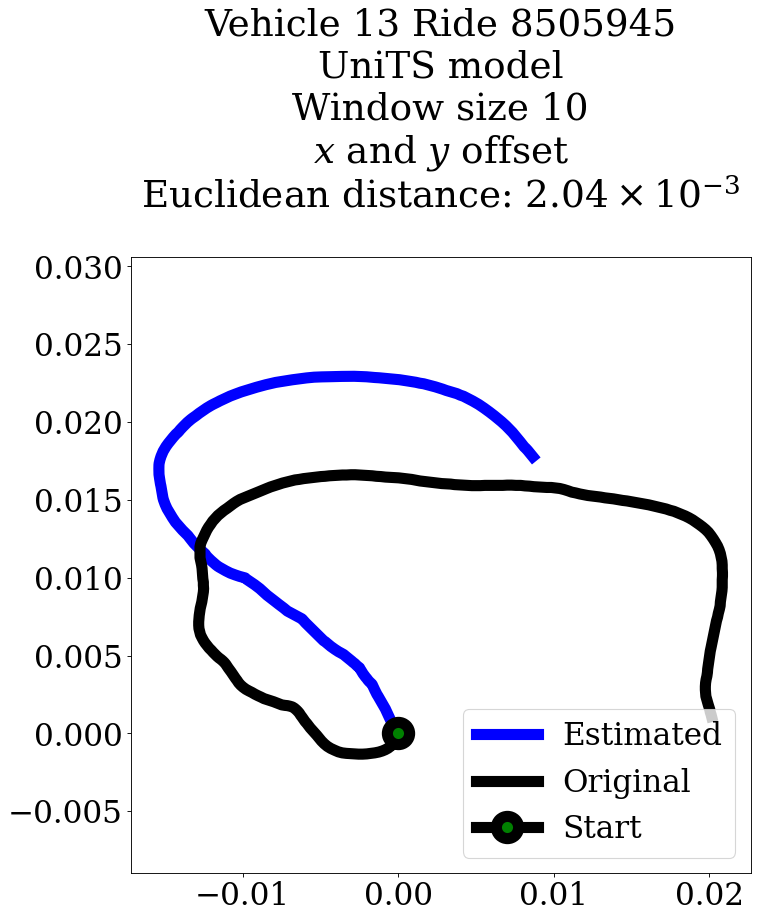 Vehicle 13 Ride 8505945
UniTS model
Window size 10
x and y offset
Euclidean distance: 2.04 × 10⁻³
0.030
0.025
0.020
0.015
0.010
0.005
0.000
−0.005
−0.01 0.00 0.01 0.02
Estimated
Original
Start